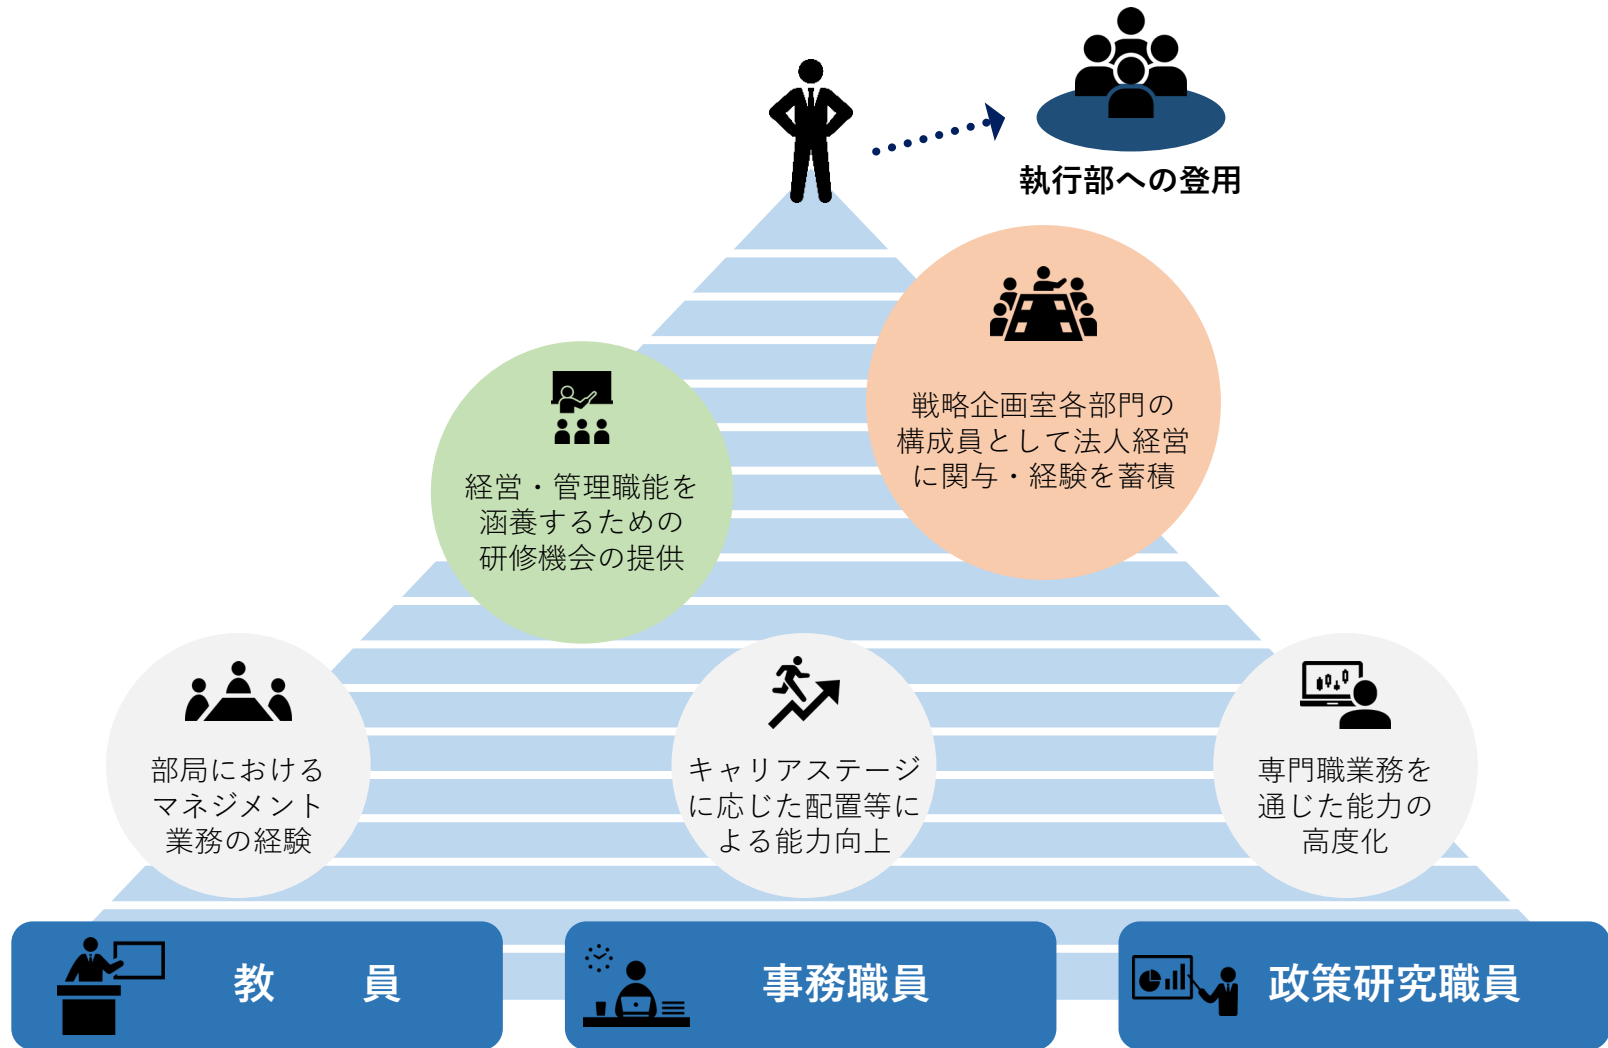 執行部への登用
戦略企画室各部門の
構成員として法人経営
に関与・経験を蓄積
経営・管理職能を
涵養するための
研修機会の提供
部局における
マネジメント
業務の経験
キャリアステージ
に応じた配置等に
よる能力向上
専門職業務を
通じた能力の
高度化
教　員
事務職員
政策研究職員